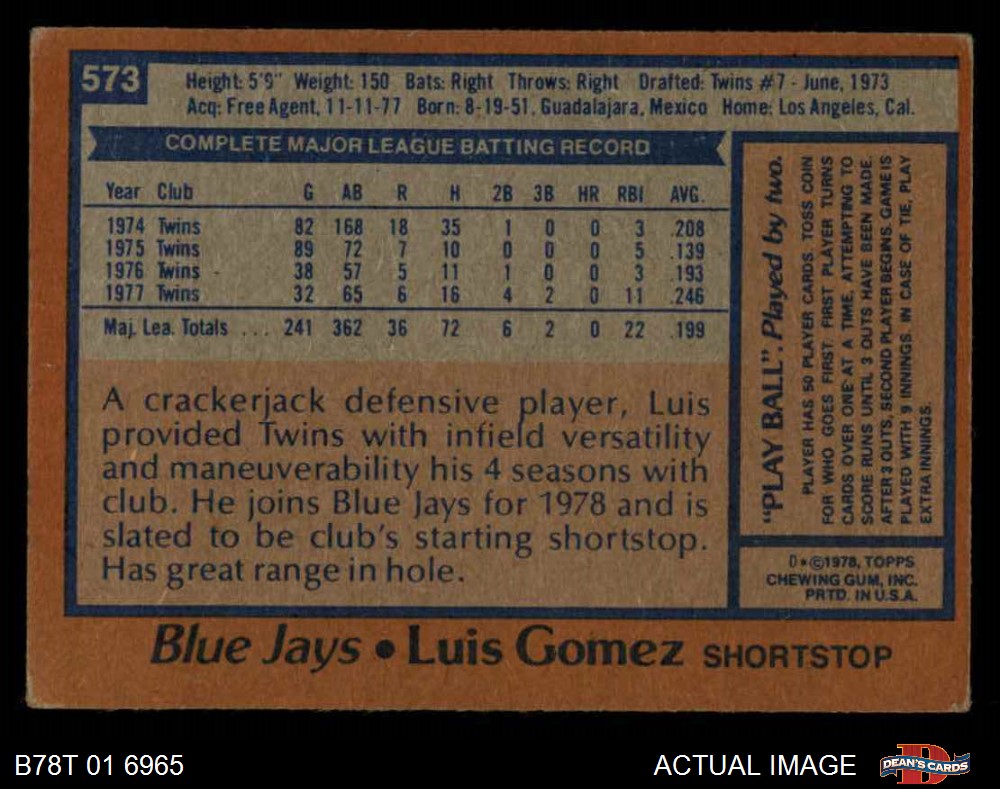 573
Height: 5'9" Weight: 150 Bats: Right Throws: Right Drafted: Twins #7 - June, 1973
Acq: Free Agent, 11-11-77 Born: 8-19-51, Guadalajara, Mexico Home: Los Angeles, Cal.
COMPLETE MAJOR LEAGUE BATTING RECORD
Year Club G AB R H 2B 3B HR RBI AVG.
1974 Twins 82 168 18 35 1 0 0 3 .208
1975 Twins 89 72 7 10 0 0 0 5 .139
1976 Twins 38 57 5 11 1 0 0 3 .193
1977 Twins 32 65 6 16 4 2 0 11 .246
Maj. Lea. Totals ... 241 362 36 72 6 2 0 22 .199
A crackerjack defensive player, Luis
provided Twins with infield versatility
and maneuverability his 4 seasons with
club. He joins Blue Jays for 1978 and is
slated to be club's starting shortstop.
Has great range in hole.
"PLAY BALL". Played by two.
PLAYER HAS 50 PLAYER CARDS TOSS COIN
FOR WHO GOES FIRST. FIRST PLAYER TURNS
CARDS OVER ONE AT A TIME, ATTEMPTING TO
SCORE RUNS UNTIL 3 OUTS HAVE BEEN MADE.
AFTER 3 OUTS, SECOND PLAYER BEGINS. GAME IS
PLAYED WITH 9 INNINGS. IN CASE OF TIE, PLAY
EXTRA INNINGS.
D*©1978, TOPPS
CHEWING GUM, INC.
PRTD. IN U.S.A.
Blue Jays • Luis Gomez SHORTSTOP
B78T 01 6965
ACTUAL IMAGE
D
DEAN'S CARDS